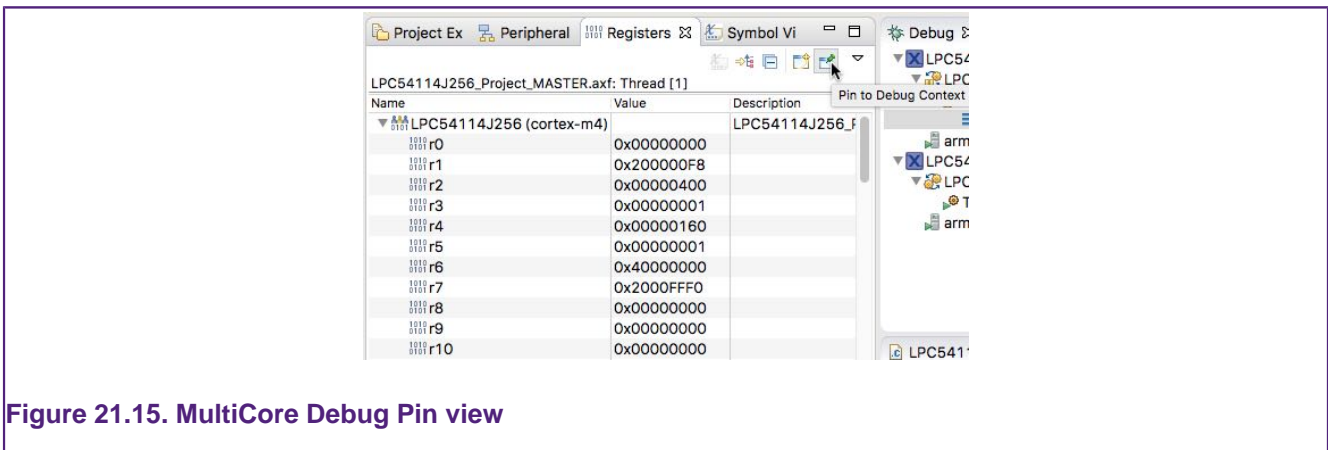 Project Ex Peripheral Registers Symbol Vi Debug
LPC54
LPC54114J256_Project_MASTER.axf: Thread [1]
LPC
Pin to Debug Context
Name Value Description
LPC54114J256 (cortex-m4) LPC54114J256_
r0 0x00000000
arm
r1 0x200000F8
LPC54
r2 0x00000400
LPC
r3 0x00000001
T
r4 0x00000160
arm
r5 0x00000001
r6 0x40000000
r7 0x2000FFF0
r8 0x00000000
r9 0x00000000
r10 0x00000000
LPC541
Figure 21.15. MultiCore Debug Pin view